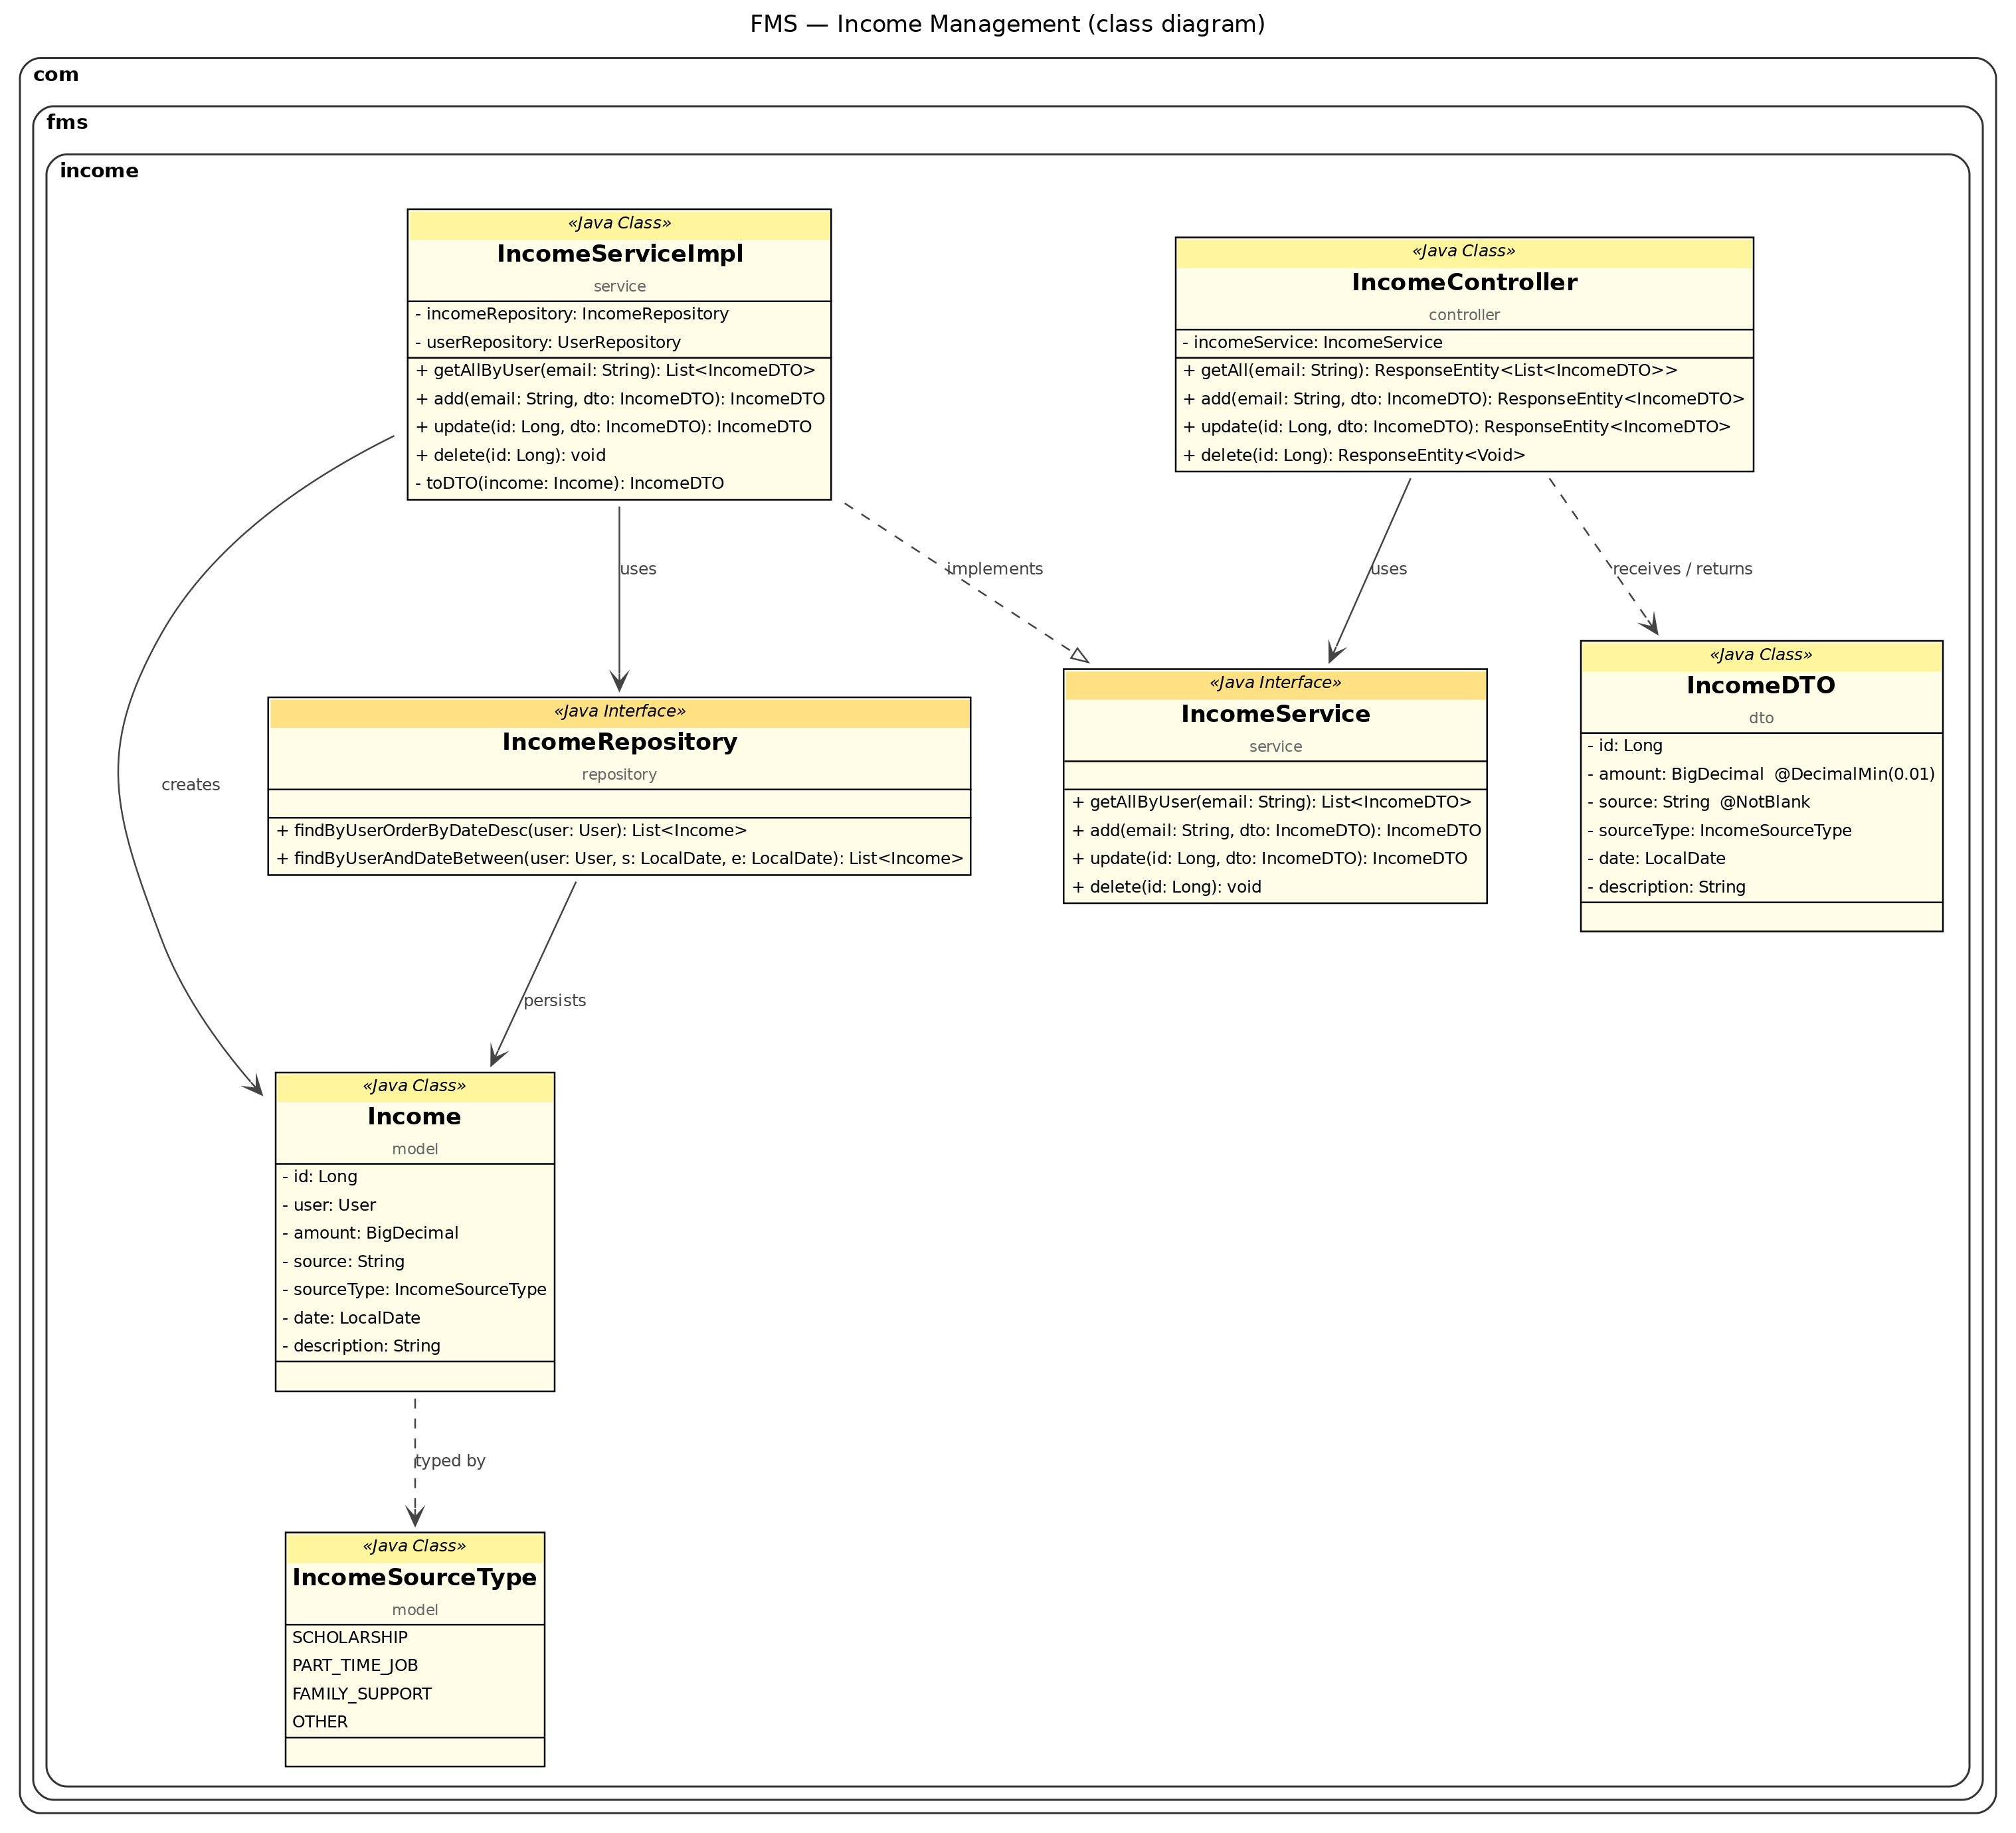 FMS — Income Management (class diagram)
com
fms
income
«Java Class»
IncomeServiceImpl
service
- incomeRepository: IncomeRepository
- userRepository: UserRepository
+ getAllByUser(email: String): List<IncomeDTO>
+ add(email: String, dto: IncomeDTO): IncomeDTO
+ update(id: Long, dto: IncomeDTO): IncomeDTO
+ delete(id: Long): void
- toDTO(income: Income): IncomeDTO
«Java Class»
IncomeController
controller
- incomeService: IncomeService
+ getAll(email: String): ResponseEntity<List<IncomeDTO>>
+ add(email: String, dto: IncomeDTO): ResponseEntity<IncomeDTO>
+ update(id: Long, dto: IncomeDTO): ResponseEntity<IncomeDTO>
+ delete(id: Long): ResponseEntity<Void>
uses
implements
uses
receives / returns
creates
«Java Interface»
IncomeRepository
repository
+ findByUserOrderByDateDesc(user: User): List<Income>
+ findByUserAndDateBetween(user: User, s: LocalDate, e: LocalDate): List<Income>
«Java Interface»
IncomeService
service
+ getAllByUser(email: String): List<IncomeDTO>
+ add(email: String, dto: IncomeDTO): IncomeDTO
+ update(id: Long, dto: IncomeDTO): IncomeDTO
+ delete(id: Long): void
«Java Class»
IncomeDTO
dto
- id: Long
- amount: BigDecimal  @DecimalMin(0.01)
- source: String  @NotBlank
- sourceType: IncomeSourceType
- date: LocalDate
- description: String
persists
«Java Class»
Income
model
- id: Long
- user: User
- amount: BigDecimal
- source: String
- sourceType: IncomeSourceType
- date: LocalDate
- description: String
typed by
«Java Class»
IncomeSourceType
model
SCHOLARSHIP
PART_TIME_JOB
FAMILY_SUPPORT
OTHER